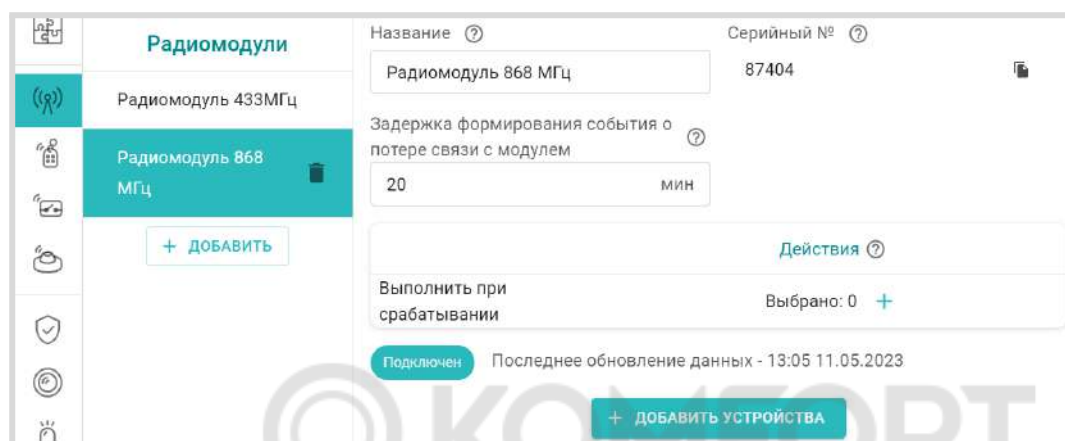 Радиомодули
Радиомодуль 433МГц
Радиомодуль 868
МГц
+ ДОБАВИТЬ
Название ?
Радиомодуль 868 МГц
Серийный № ?
87404
Задержка формирования события о
потере связи с модулем ?
20 мин
Действия ?
Выполнить при
срабатывании
Выбрано: 0 +
Подключен Последнее обновление данных - 13:05 11.05.2023
+ ДОБАВИТЬ УСТРОЙСТВА
КОМФОРТ